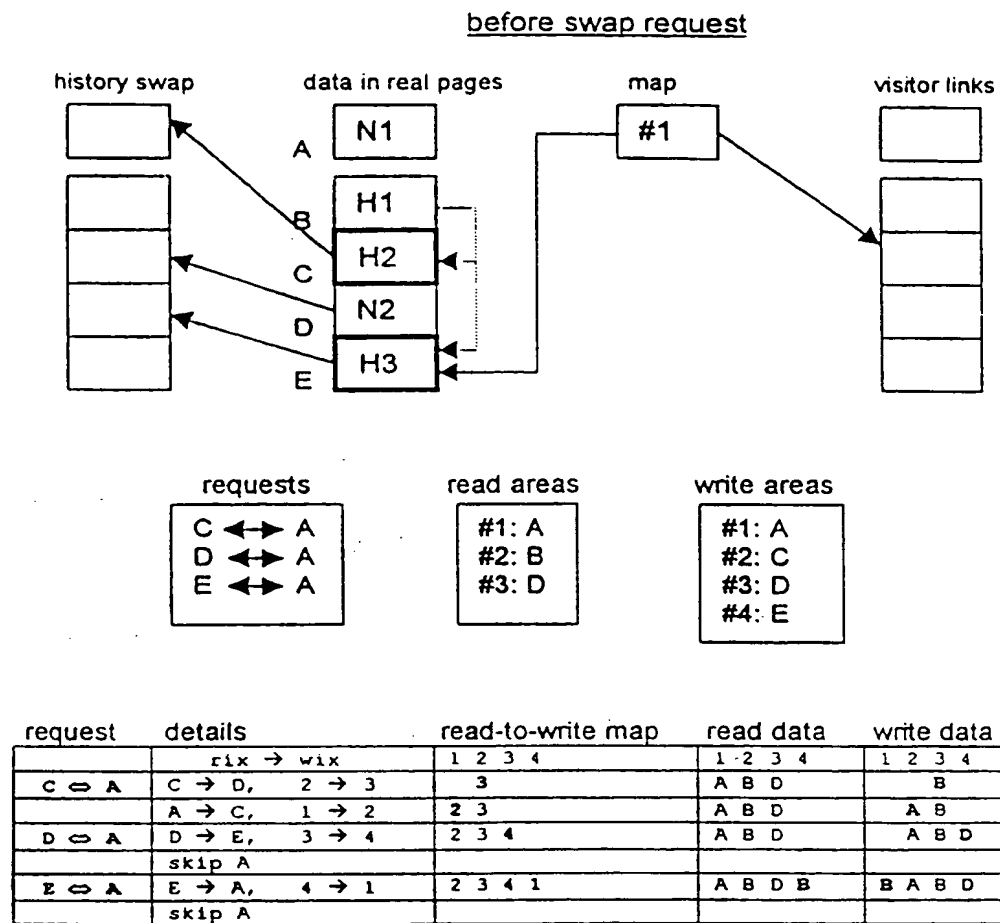 before swap request
history swap data in real pages map visitor links
N1 #1
A
H1
B
H2
C
N2
D
H3
E
requests read areas write areas
C ↔ A #1: A #1: A
D ↔ A #2: B #2: C
E ↔ A #3: D #3: D
#4: E
request details read-to-write map read data write data
rix → wix 1 2 3 4 1 2 3 4 1 2 3 4
C ⇔ A C → D, 2 → 3 3 A B D B
A → C, 1 → 2 2 3 A B D A B
D ⇔ A D → E, 3 → 4 2 3 4 A B D A B D
skip A
E ⇔ A E → A, 4 → 1 2 3 4 1 A B D B B A B D
skip A